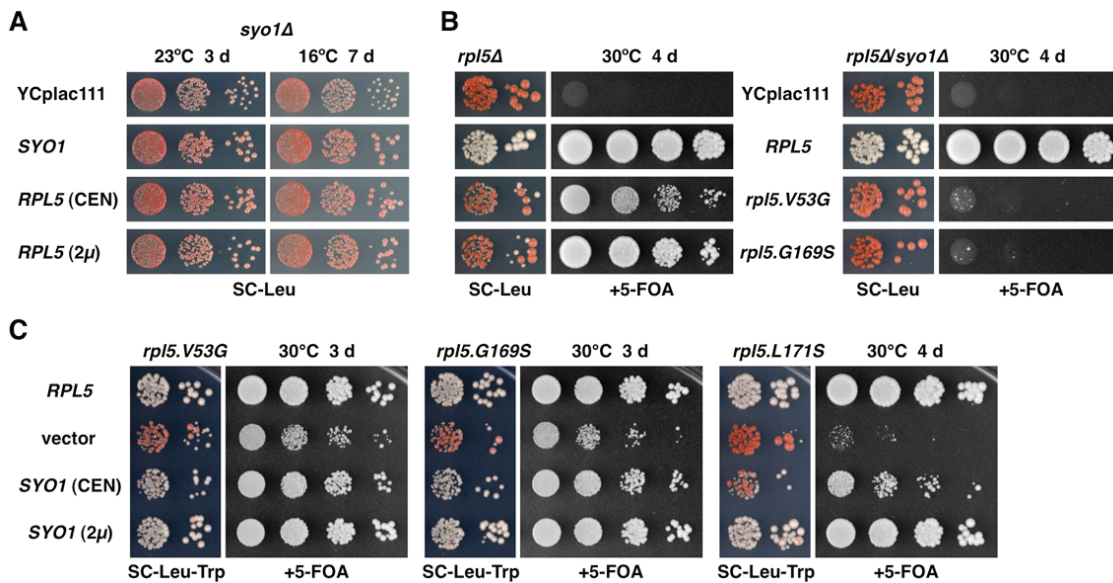 A
syo1Δ
23°C 3 d 16°C 7 d
YCplac111
SYO1
RPL5 (CEN)
RPL5 (2μ)
SC-Leu
B
rpl5Δ 30°C 4 d rpl5Δ/syo1Δ 30°C 4 d
YCplac111
RPL5
rpl5.V53G
rpl5.G169S
SC-Leu +5-FOA SC-Leu +5-FOA
C
rpl5.V53G 30°C 3 d rpl5.G169S 30°C 3 d rpl5.L171S 30°C 4 d
RPL5
vector
SYO1 (CEN)
SYO1 (2μ)
SC-Leu-Trp +5-FOA SC-Leu-Trp +5-FOA SC-Leu-Trp +5-FOA